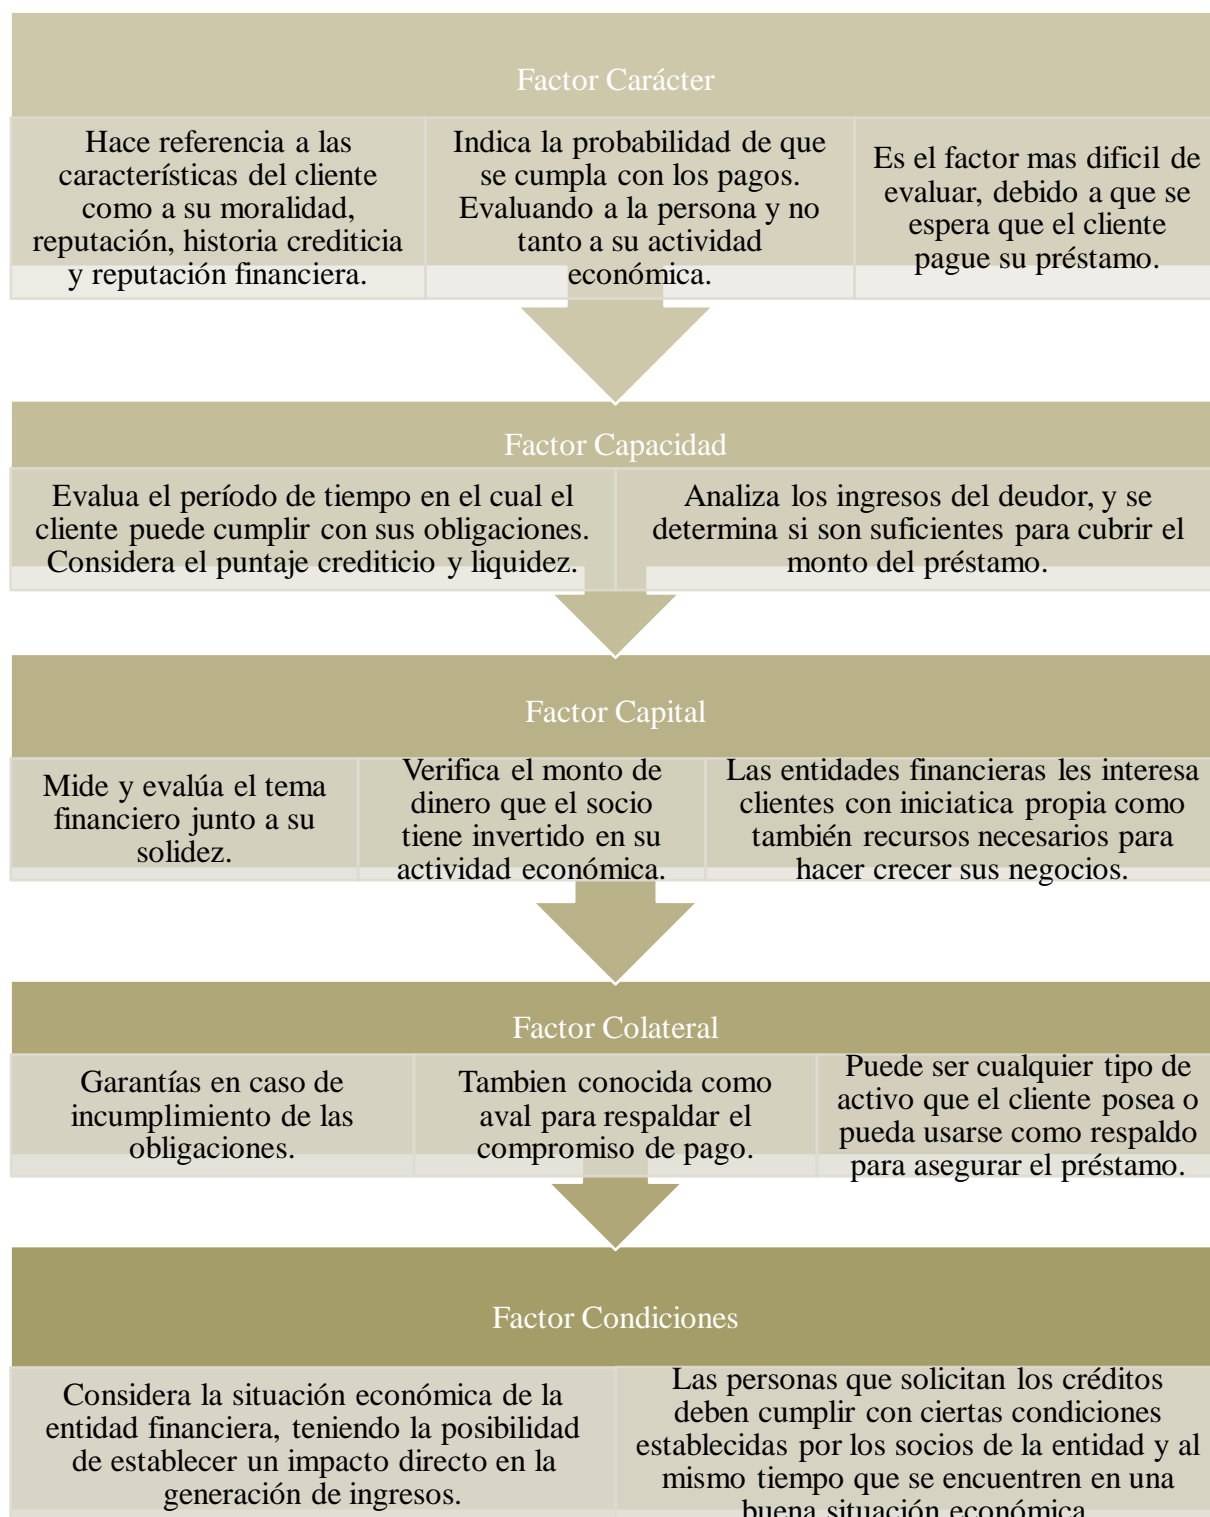 Factor Carácter
Hace referencia a las
características del cliente
como a su moralidad,
reputación, historia crediticia
y reputación financiera.
Indica la probabilidad de que
se cumpla con los pagos.
Evaluando a la persona y no
tanto a su actividad
económica.
Es el factor mas dificil de
evaluar, debido a que se
espera que el cliente
pague su préstamo.
Factor Capacidad
Evalua el período de tiempo en el cual el
cliente puede cumplir con sus obligaciones.
Considera el puntaje crediticio y liquidez.
Analiza los ingresos del deudor, y se
determina si son suficientes para cubrir el
monto del préstamo.
Factor Capital
Mide y evalúa el tema
financiero junto a su
solidez.
Verifica el monto de
dinero que el socio
tiene invertido en su
actividad económica.
Las entidades financieras les interesa
clientes con iniciatica propia como
también recursos necesarios para
hacer crecer sus negocios.
Factor Colateral
Garantías en caso de
incumplimiento de las
obligaciones.
Tambien conocida como
aval para respaldar el
compromiso de pago.
Puede ser cualquier tipo de
activo que el cliente posea o
pueda usarse como respaldo
para asegurar el préstamo.
Factor Condiciones
Considera la situación económica de la
entidad financiera, teniendo la posibilidad
de establecer un impacto directo en la
generación de ingresos.
Las personas que solicitan los créditos
deben cumplir con ciertas condiciones
establecidas por los socios de la entidad y al
mismo tiempo que se encuentren en una
buena situación económica